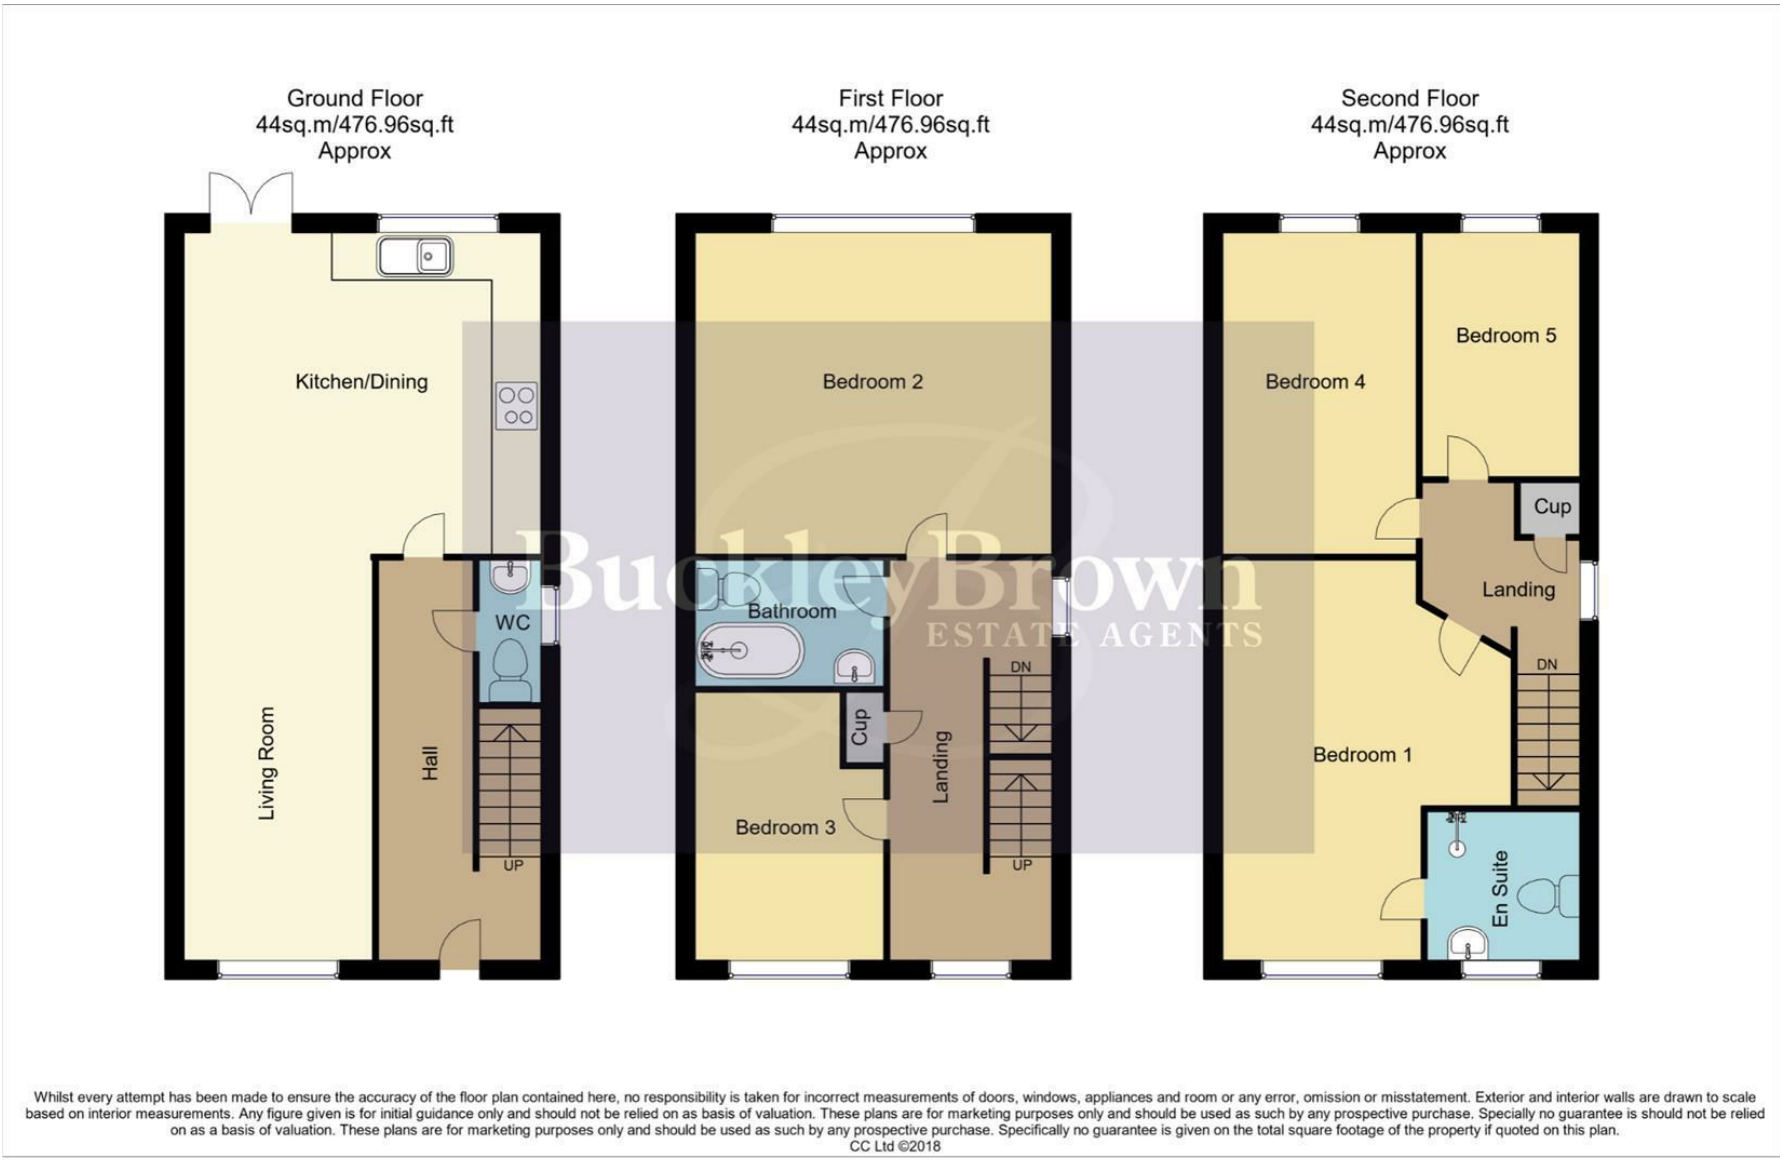 Ground Floor
44sq.m/476.96sq.ft
Approx
First Floor
44sq.m/476.96sq.ft
Approx
Second Floor
44sq.m/476.96sq.ft
Approx
Kitchen/Dining
Living Room
Hall
WC
UP
Bedroom 2
Bathroom
Cup
Bedroom 3
Landing
DN
UP
Bedroom 4
Bedroom 5
Cup
Landing
DN
Bedroom 1
En Suite
BuckleyBrown
ESTATE AGENTS
Whilst every attempt has been made to ensure the accuracy of the floor plan contained here, no responsibility is taken for incorrect measurements of doors, windows, appliances and room or any error, omission or misstatement. Exterior and interior walls are drawn to scale
based on interior measurements. Any figure given is for initial guidance only and should not be relied on as basis of valuation. These plans are for marketing purposes only and should be used as such by any prospective purchase. Specially no guarantee is should not be relied
on as a basis of valuation. These plans are for marketing purposes only and should be used as such by any prospective purchase. Specifically no guarantee is given on the total square footage of the property if quoted on this plan.
CC Ltd ©2018